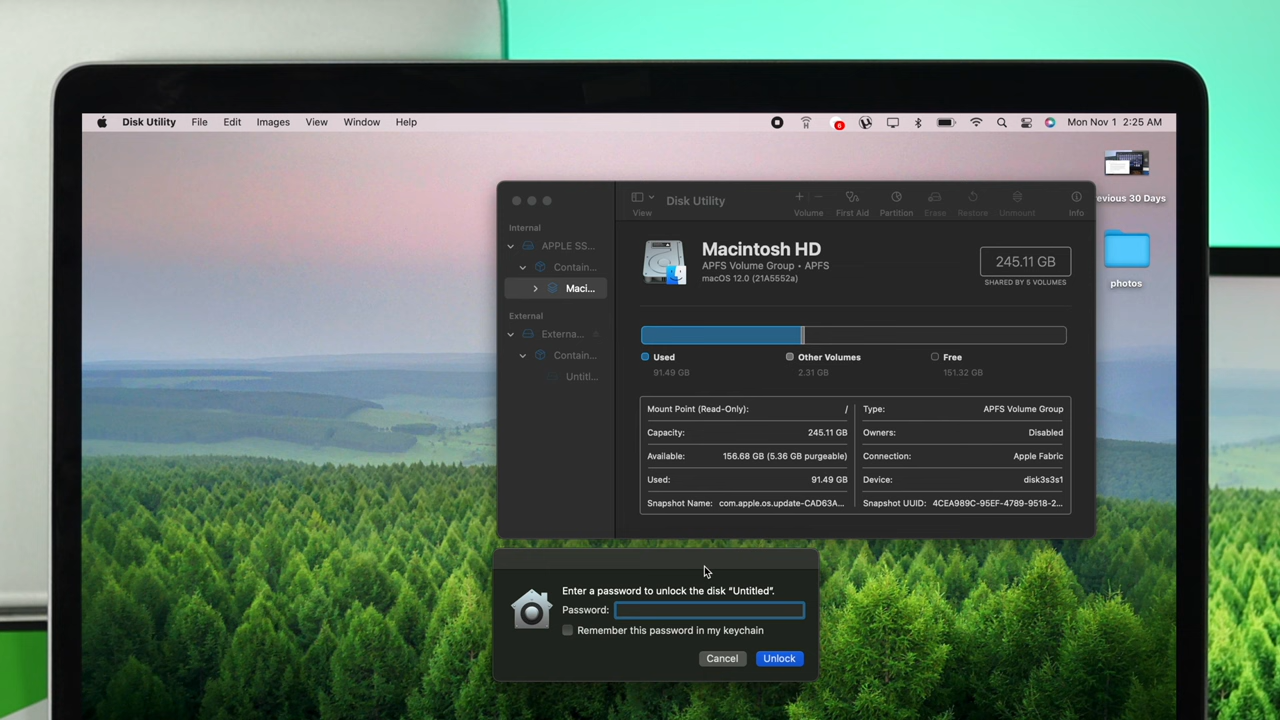 Disk Utility File Edit Images View Window Help
6
Mon Nov 1 2:25 AM
evious 30 Days
photos
Disk Utility
View
Volume First Aid Partition Erase Restore Unmount Info
Internal
APPLE SS...
Contain...
Maci...
External
Externa...
Contain...
Untitl...
Macintosh HD
APFS Volume Group • APFS
macOS 12.0 (21A5552a)
245.11 GB
SHARED BY 5 VOLUMES
Used Other Volumes Free
91.49 GB 2.31 GB 151.32 GB
Mount Point (Read-Only): / Type: APFS Volume Group
Capacity: 245.11 GB Owners: Disabled
Available: 156.68 GB (5.36 GB purgeable) Connection: Apple Fabric
Used: 91.49 GB Device: disk3s3s1
Snapshot Name: com.apple.os.update-CAD63A... Snapshot UUID: 4CEA989C-95EF-4789-9518-2...
Enter a password to unlock the disk “Untitled”.
Password:
Remember this password in my keychain
Cancel Unlock